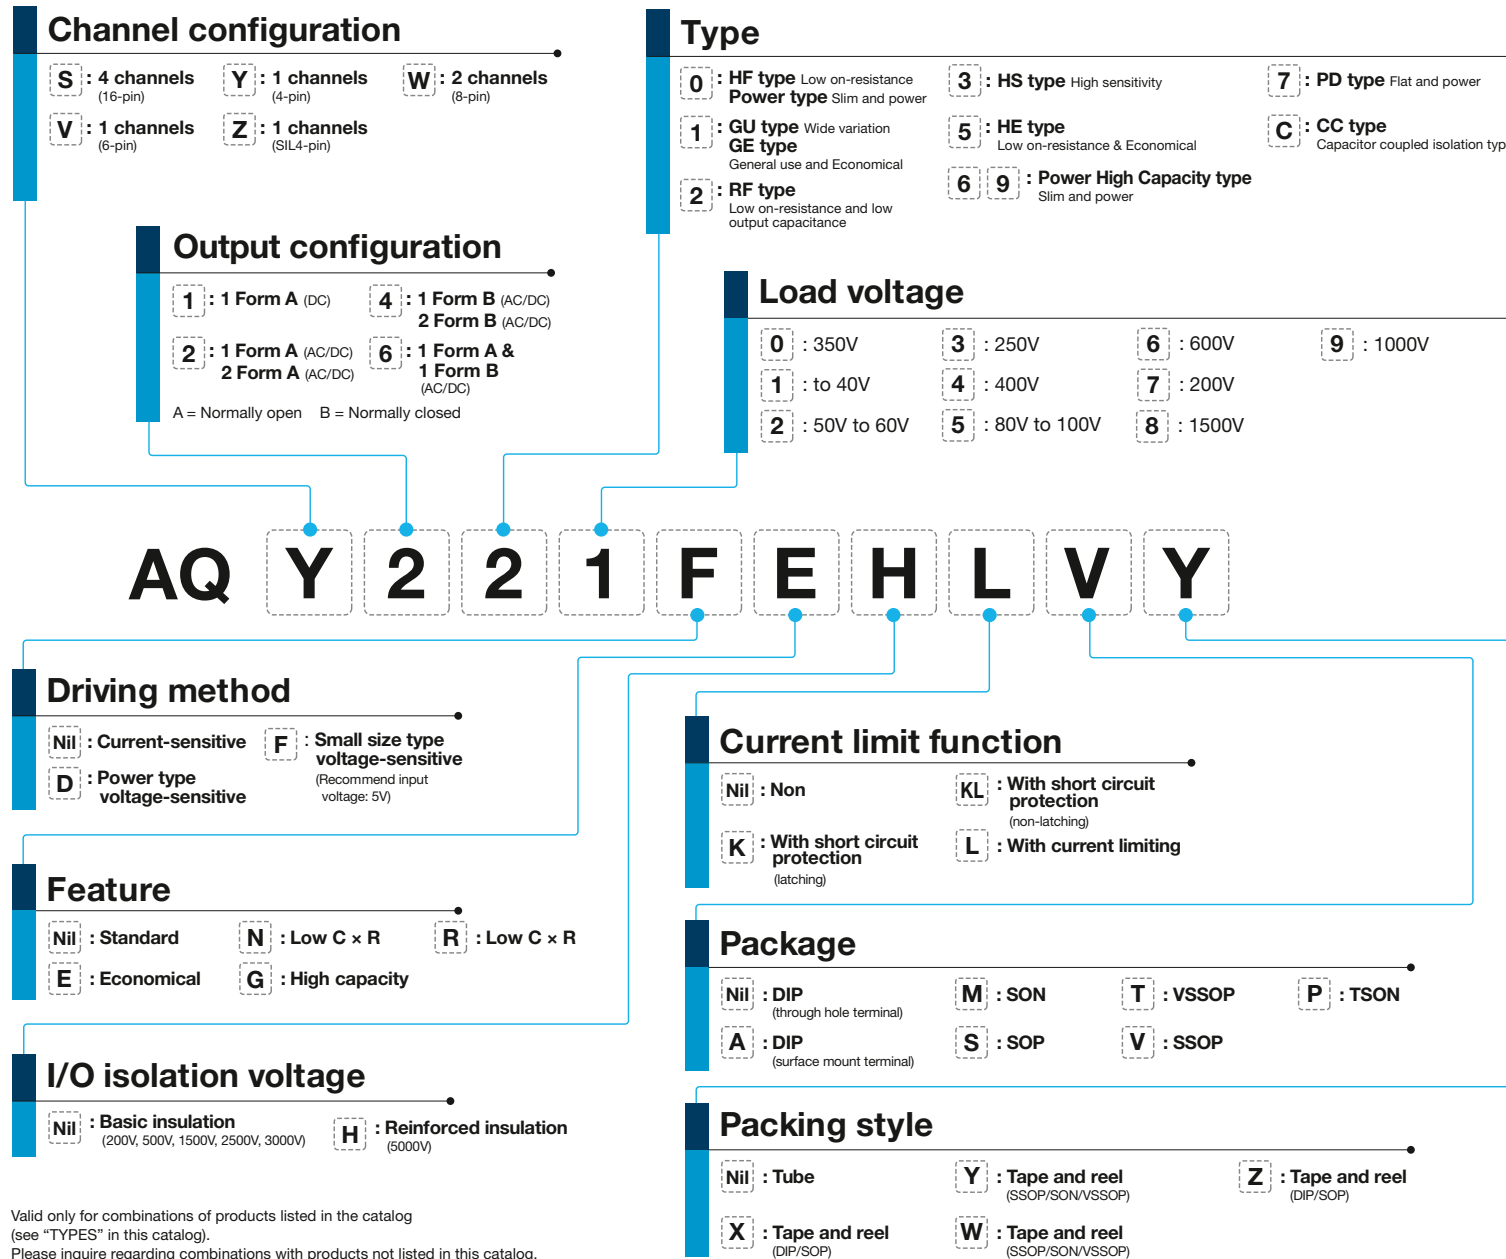 Channel configuration
S : 4 channels
(16-pin)
Y : 1 channels
(4-pin)
W : 2 channels
(8-pin)
V : 1 channels
(6-pin)
Z : 1 channels
(SIL4-pin)
Type
0 : HF type Low on-resistance
Power type Slim and power
1 : GU type Wide variation
GE type
General use and Economical
2 : RF type
Low on-resistance and low
output capacitance
3 : HS type High sensitivity
5 : HE type
Low on-resistance & Economical
6 9 : Power High Capacity type
Slim and power
7 : PD type Flat and power
C : CC type
Capacitor coupled isolation typ
Output configuration
1 : 1 Form A (DC)
2 : 1 Form A (AC/DC)
2 Form A (AC/DC)
4 : 1 Form B (AC/DC)
2 Form B (AC/DC)
6 : 1 Form A &
1 Form B
(AC/DC)
A = Normally open B = Normally closed
Load voltage
0 : 350V
1 : to 40V
2 : 50V to 60V
3 : 250V
4 : 400V
5 : 80V to 100V
6 : 600V
7 : 200V
8 : 1500V
9 : 1000V
AQ Y 2 2 1 F E H L V Y
Driving method
Nil : Current-sensitive
D : Power type
voltage-sensitive
F : Small size type
voltage-sensitive
(Recommend input
voltage: 5V)
Feature
Nil : Standard
N : Low C × R
R : Low C × R
E : Economical
G : High capacity
I/O isolation voltage
Nil : Basic insulation
(200V, 500V, 1500V, 2500V, 3000V)
H : Reinforced insulation
(5000V)
Current limit function
Nil : Non
KL : With short circuit
protection
(non-latching)
K : With short circuit
protection
(latching)
L : With current limiting
Package
Nil : DIP
(through hole terminal)
M : SON
T : VSSOP
P : TSON
A : DIP
(surface mount terminal)
S : SOP
V : SSOP
Packing style
Nil : Tube
Y : Tape and reel
(SSOP/SON/VSSOP)
Z : Tape and reel
(DIP/SOP)
X : Tape and reel
(DIP/SOP)
W : Tape and reel
(SSOP/SON/VSSOP)
Valid only for combinations of products listed in the catalog
(see “TYPES” in this catalog).
Please inquire regarding combinations with products not listed in this catalog.